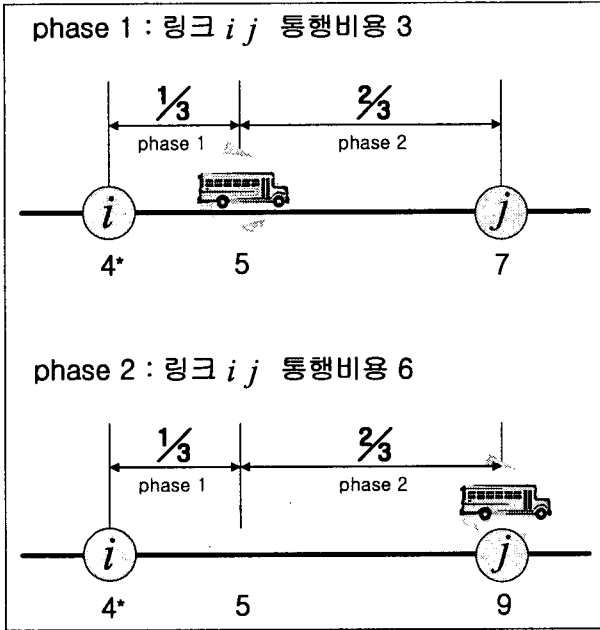 phase 1 : 링크 i j 통행비용 3
1/3 2/3
phase 1 phase 2
i j
4* 5 7
phase 2 : 링크 i j 통행비용 6
1/3 2/3
phase 1 phase 2
i j
4* 5 9